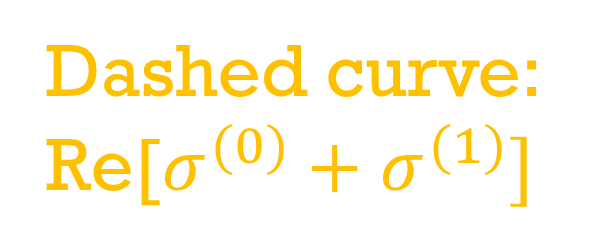 Dashed curve:
Re[σ⁽⁰⁾ + σ⁽¹⁾]